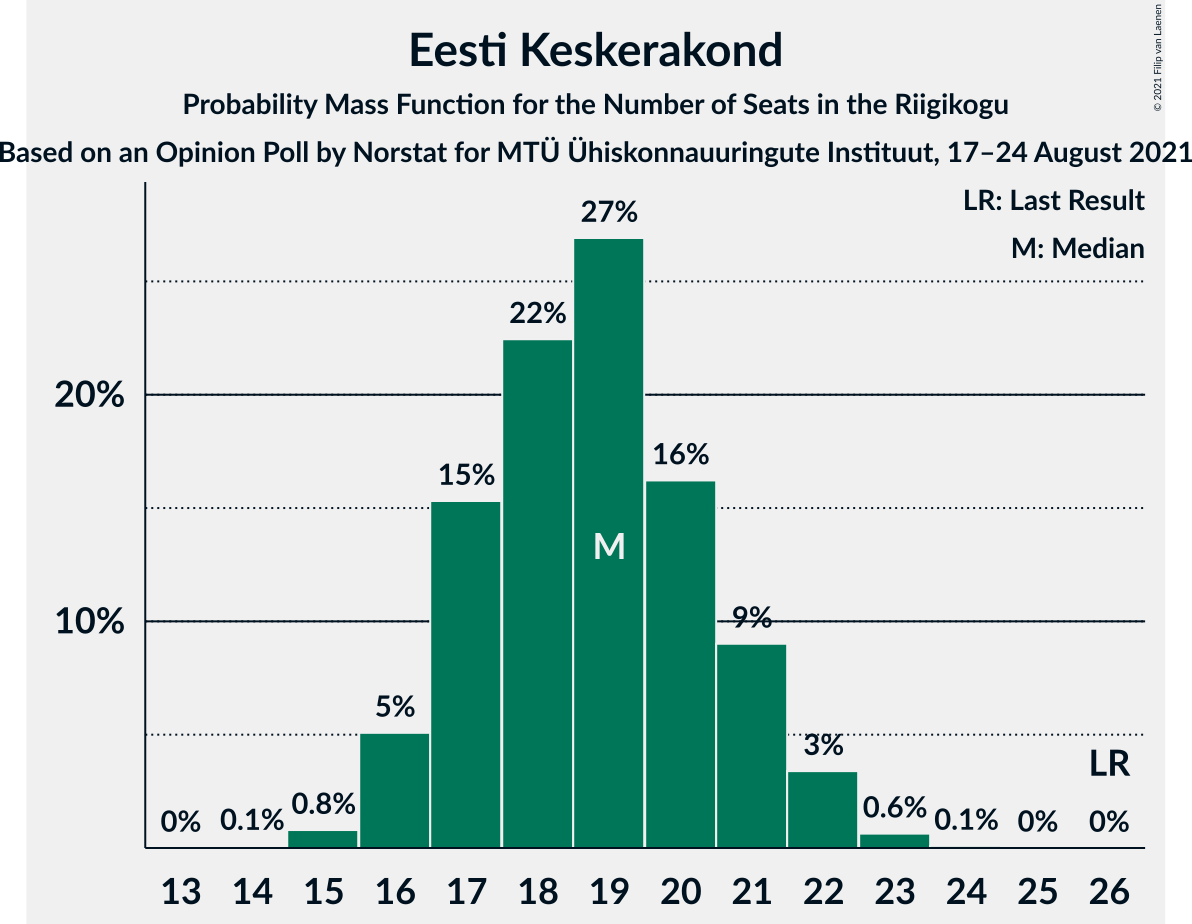 Eesti Keskerakond
Probability Mass Function for the Number of Seats in the Riigikogu
Based on an Opinion Poll by Norstat for MTÜ Ühiskonnauuringute Instituut, 17–24 August 2021
© 2021 Filip van Laenen
LR: Last Result
M: Median
27%
22%
20%
16%
15%
M
10%
9%
5%
3%
LR
0% 0.1% 0.8% 0.6% 0.1% 0% 0%
13 14 15 16 17 18 19 20 21 22 23 24 25 26